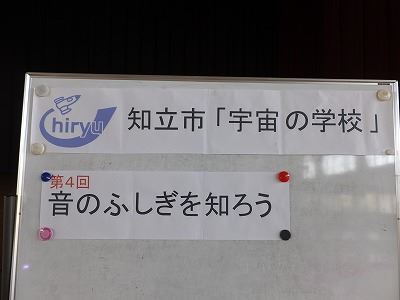 Chiryu
知立市「宇宙の学校」
第4回
音のふしぎを知ろう